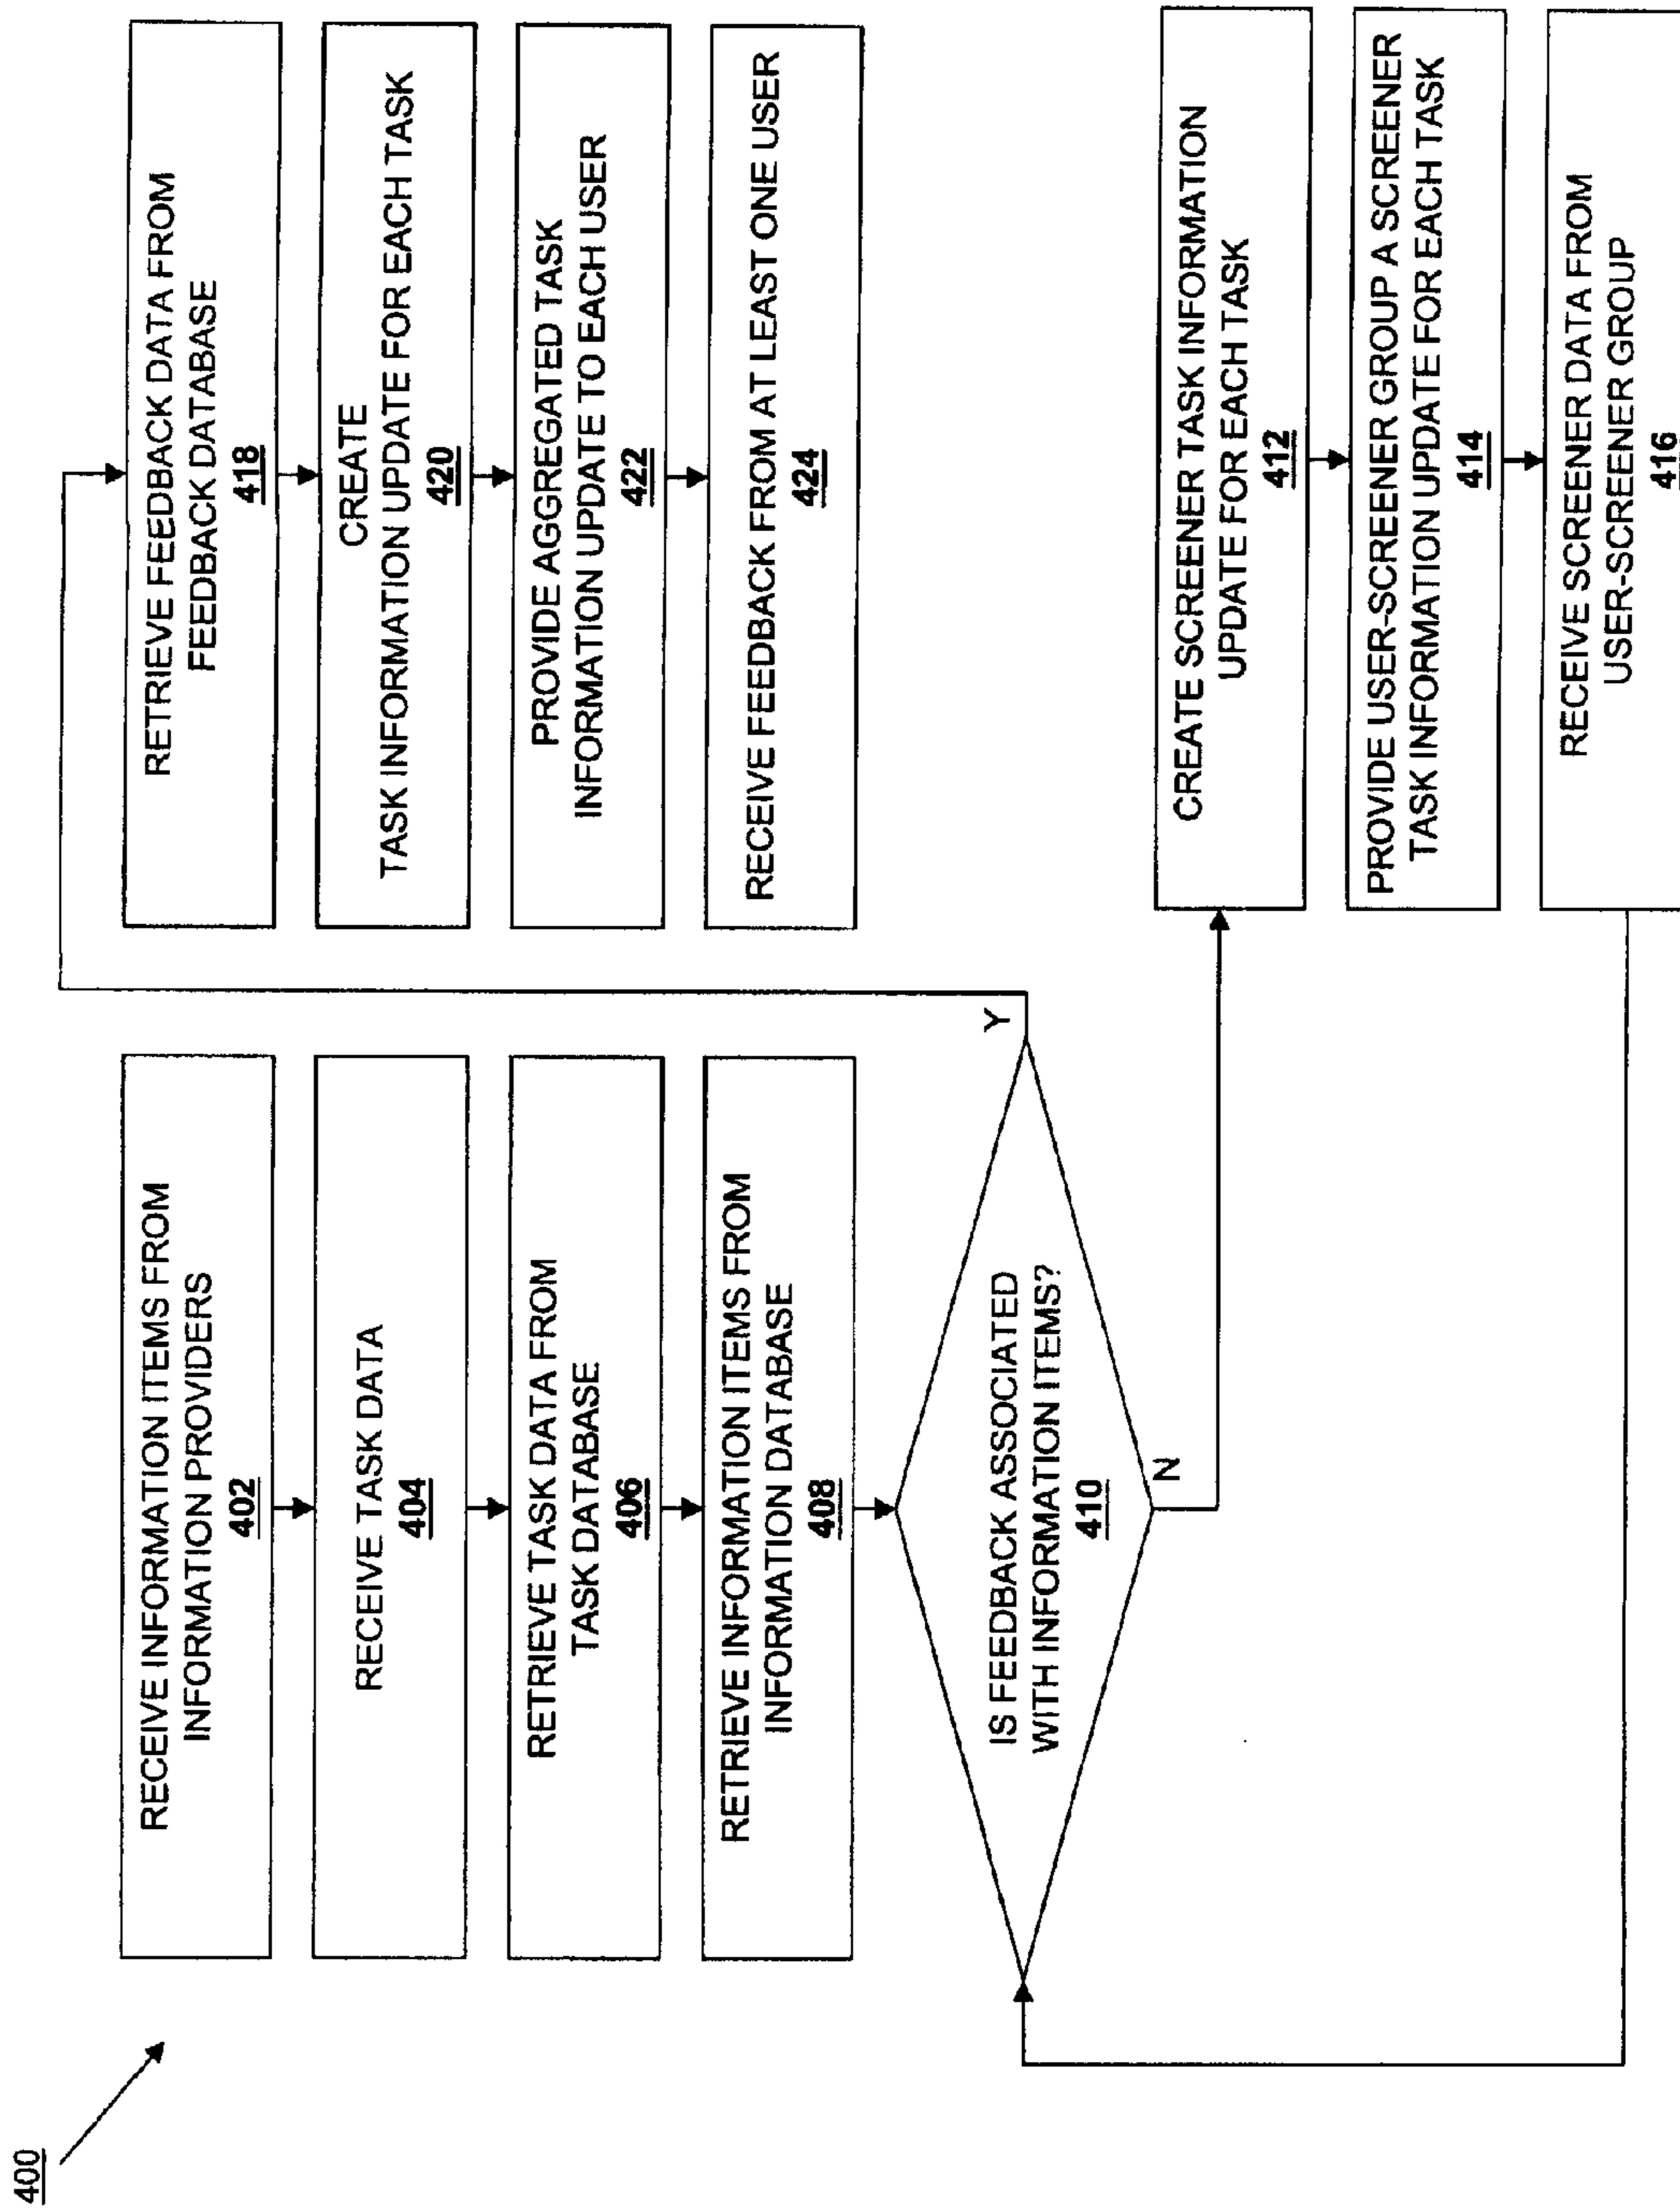 400
RECEIVE INFORMATION ITEMS FROM
INFORMATION PROVIDERS
402
RECEIVE TASK DATA
404
RETRIEVE TASK DATA FROM
TASK DATABASE
406
RETRIEVE INFORMATION ITEMS FROM
INFORMATION DATABASE
408
IS FEEDBACK ASSOCIATED
WITH INFORMATION ITEMS?
410
Y
N
CREATE SCREENER TASK INFORMATION
UPDATE FOR EACH TASK
412
PROVIDE USER-SCREENER GROUP A SCREENER
TASK INFORMATION UPDATE FOR EACH TASK
414
RECEIVE SCREENER DATA FROM
USER-SCREENER GROUP
416
RETRIEVE FEEDBACK DATA FROM
FEEDBACK DATABASE
418
CREATE
TASK INFORMATION UPDATE FOR EACH TASK
420
PROVIDE AGGREGATED TASK
INFORMATION UPDATE TO EACH USER
422
RECEIVE FEEDBACK FROM AT LEAST ONE USER
424